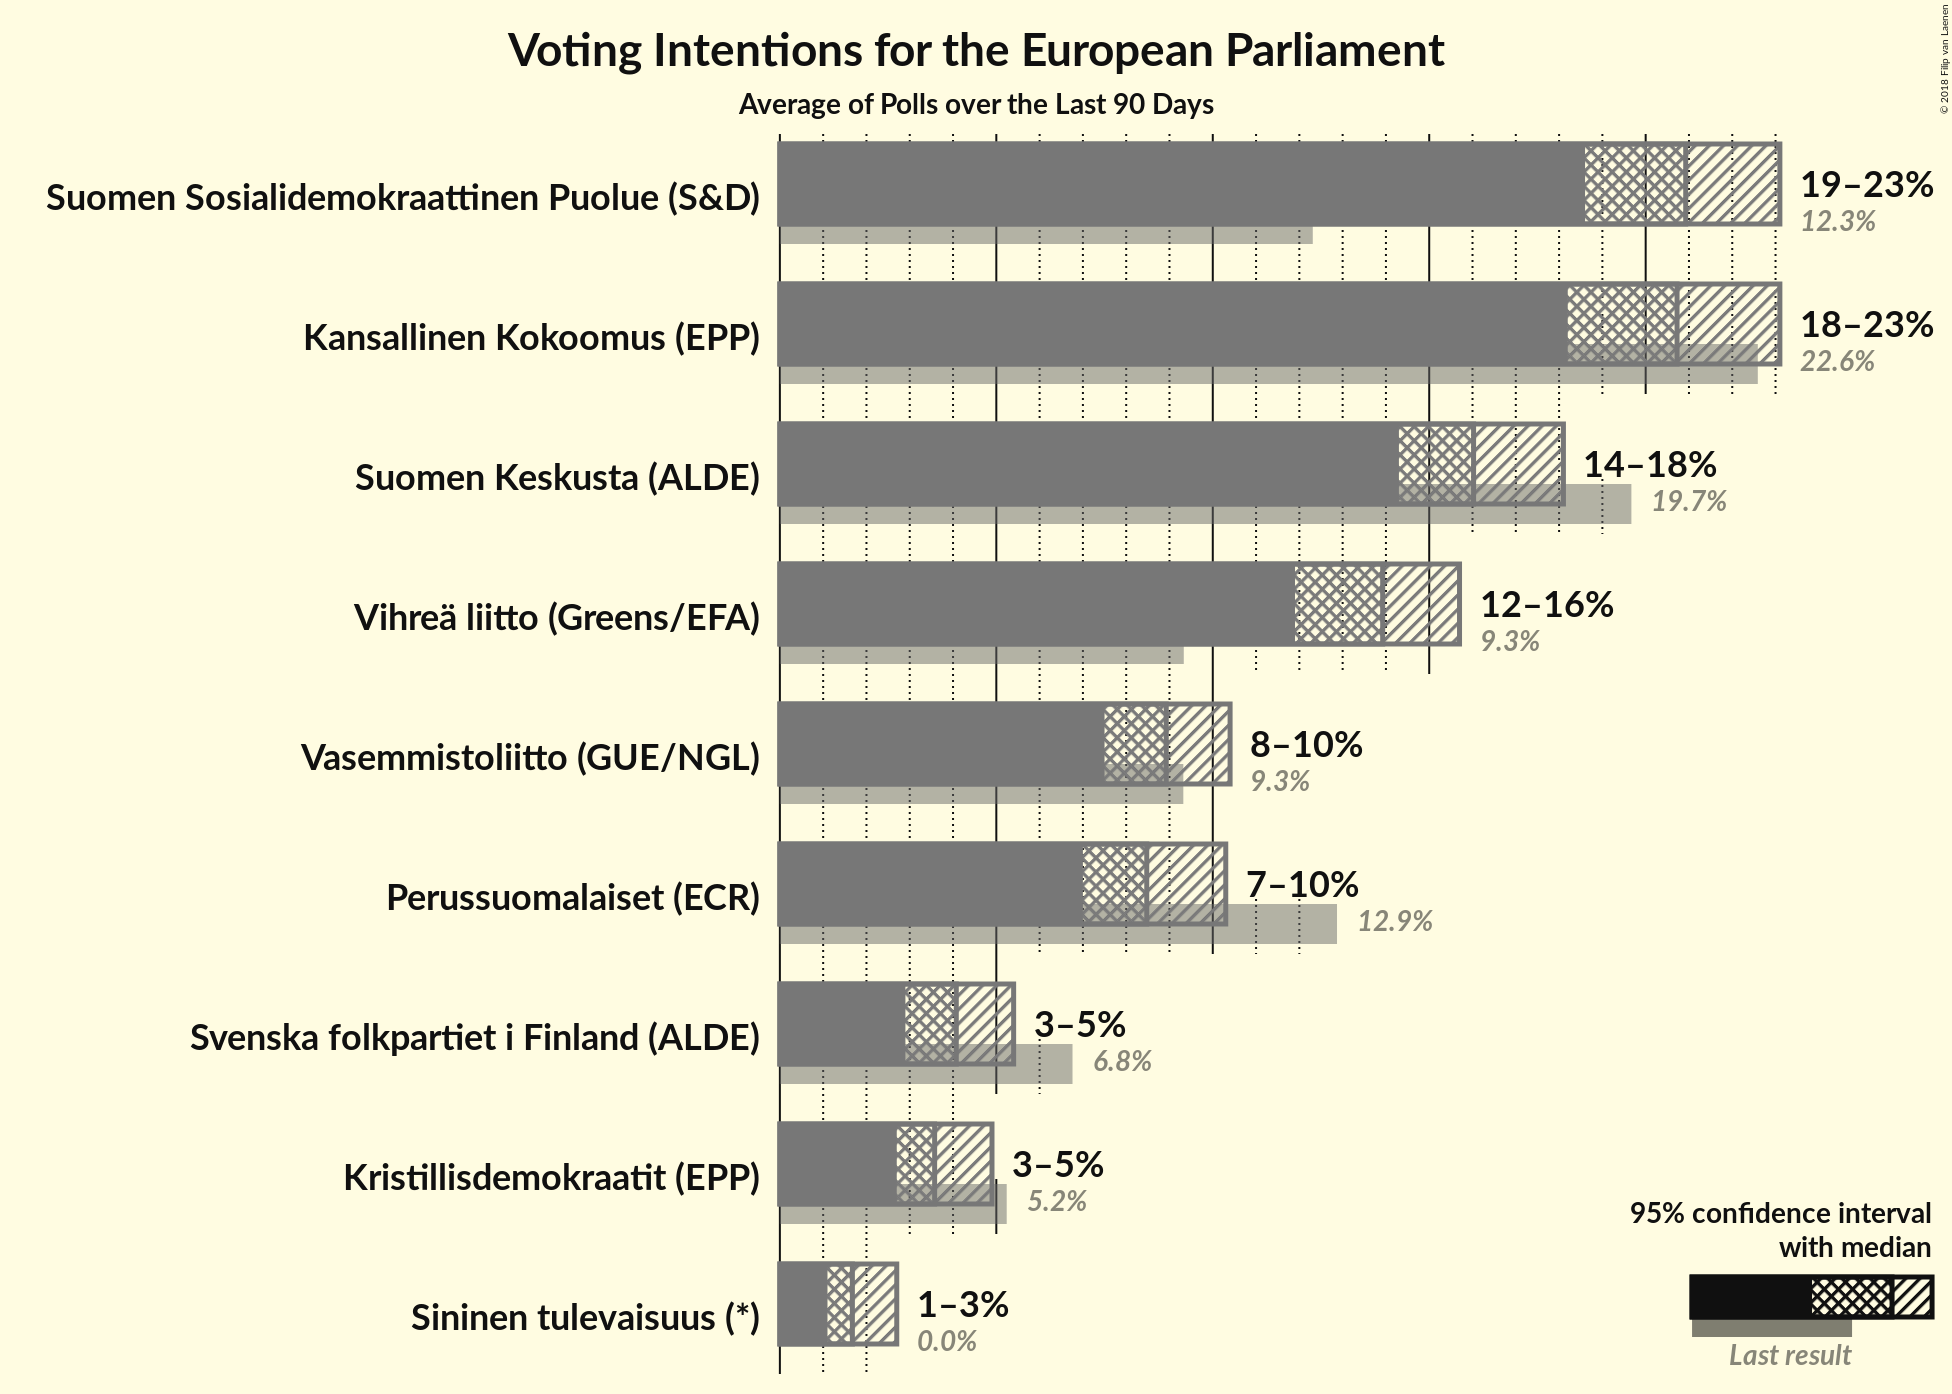 Voting Intentions for the European Parliament
Average of Polls over the Last 90 Days
© 2018 Filip van Laenen
Suomen Sosialidemokraattinen Puolue (S&D)
19–23%
12.3%
Kansallinen Kokoomus (EPP)
18–23%
22.6%
Suomen Keskusta (ALDE)
14–18%
19.7%
Vihreä liitto (Greens/EFA)
12–16%
9.3%
Vasemmistoliitto (GUE/NGL)
8–10%
9.3%
Perussuomalaiset (ECR)
7–10%
12.9%
Svenska folkpartiet i Finland (ALDE)
3–5%
6.8%
Kristillisdemokraatit (EPP)
3–5%
5.2%
Sininen tulevaisuus (*)
1–3%
0.0%
95% confidence interval
with median
Last result